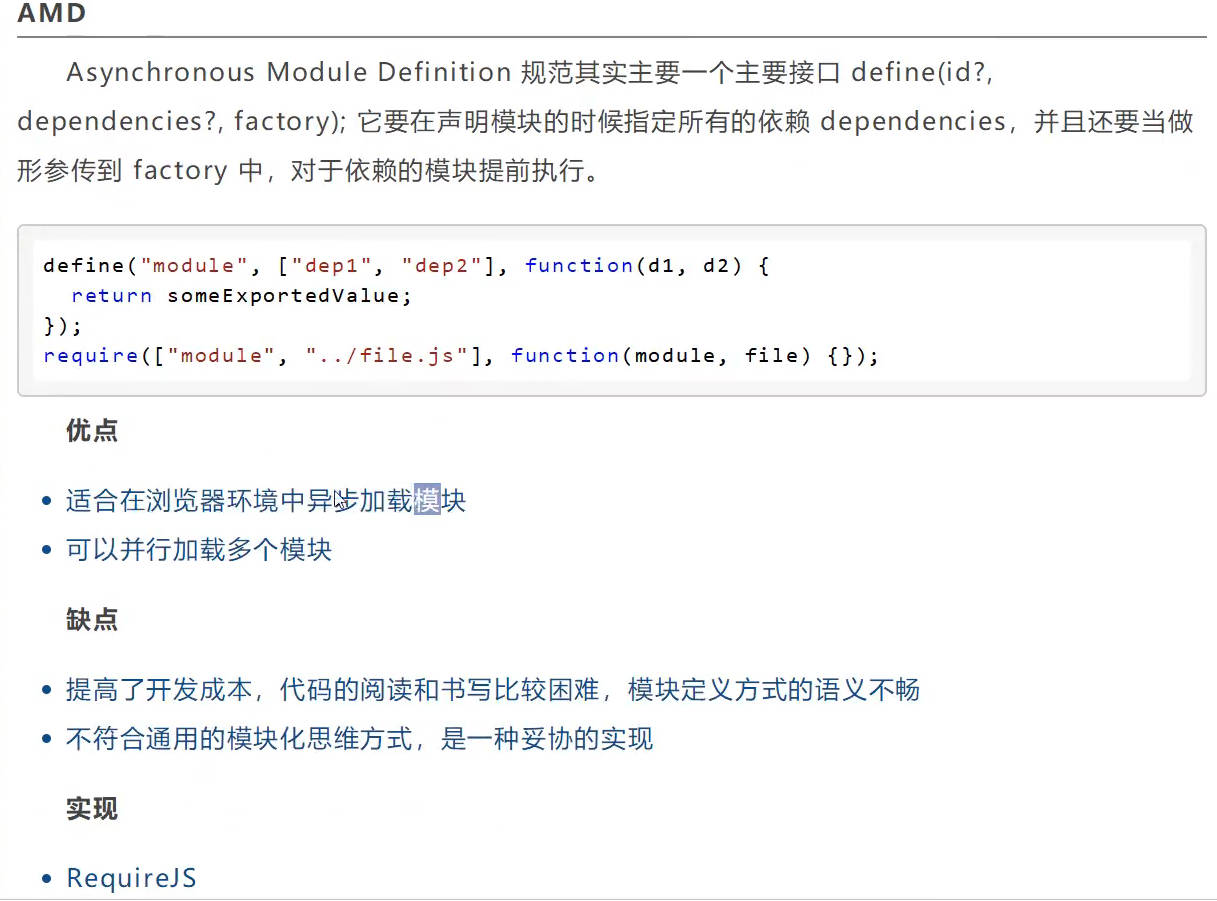 AMD
Asynchronous Module Definition 规范其实主要一个主要接口 define(id?,
dependencies?, factory); 它要在声明模块的时候指定所有的依赖 dependencies，并且还要当做
形参传到 factory 中，对于依赖的模块提前执行。
define("module", ["dep1", "dep2"], function(d1, d2) {
  return someExportedValue;
});
require(["module", "../file.js"], function(module, file) {});
优点
• 适合在浏览器环境中异步加载模块
• 可以并行加载多个模块
缺点
• 提高了开发成本，代码的阅读和书写比较困难，模块定义方式的语义不畅
• 不符合通用的模块化思维方式，是一种妥协的实现
实现
• RequireJS